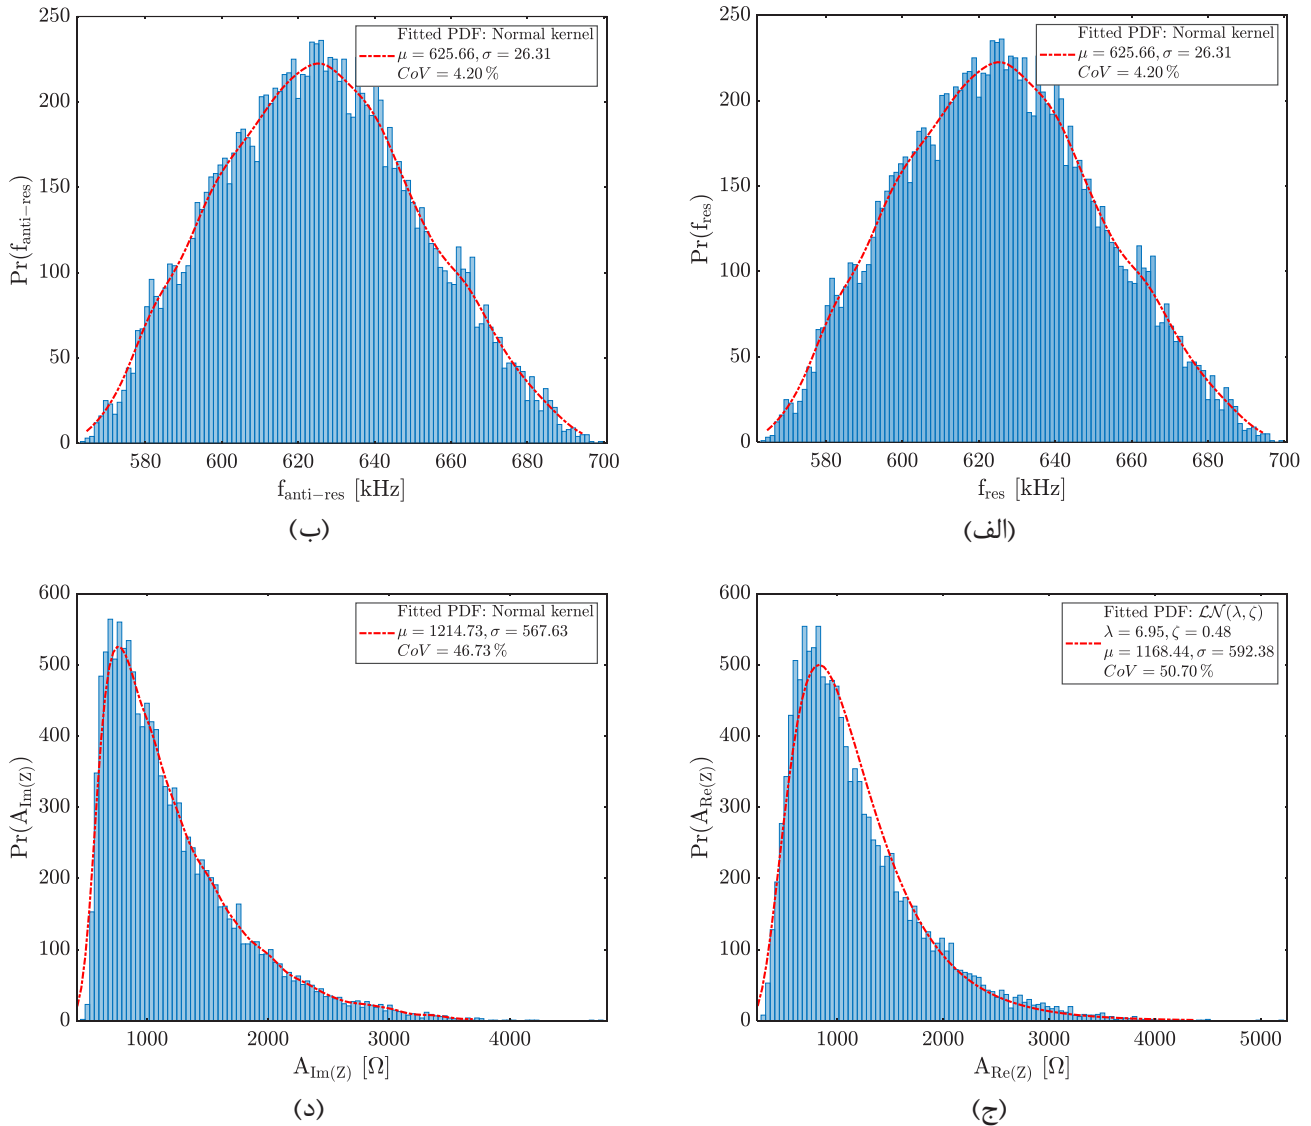 250
200
150
100
50
0
580
600
620
640
660
680
700
Pr(f_anti−res)
f_anti−res [kHz]
Fitted PDF: Normal kernel
μ = 625.66, σ = 26.31
CoV = 4.20 %
(ب)
250
200
150
100
50
0
580
600
620
640
660
680
700
Pr(f_res)
f_res [kHz]
Fitted PDF: Normal kernel
μ = 625.66, σ = 26.31
CoV = 4.20 %
(الف)
600
500
400
300
200
100
0
1000
2000
3000
4000
Pr(A_Im(Z))
A_Im(Z) [Ω]
Fitted PDF: Normal kernel
μ = 1214.73, σ = 567.63
CoV = 46.73 %
(د)
600
500
400
300
200
100
0
1000
2000
3000
4000
5000
Pr(A_Re(Z))
A_Re(Z) [Ω]
Fitted PDF: LN(λ, ζ)
λ = 6.95, ζ = 0.48
μ = 1168.44, σ = 592.38
CoV = 50.70 %
(ج)